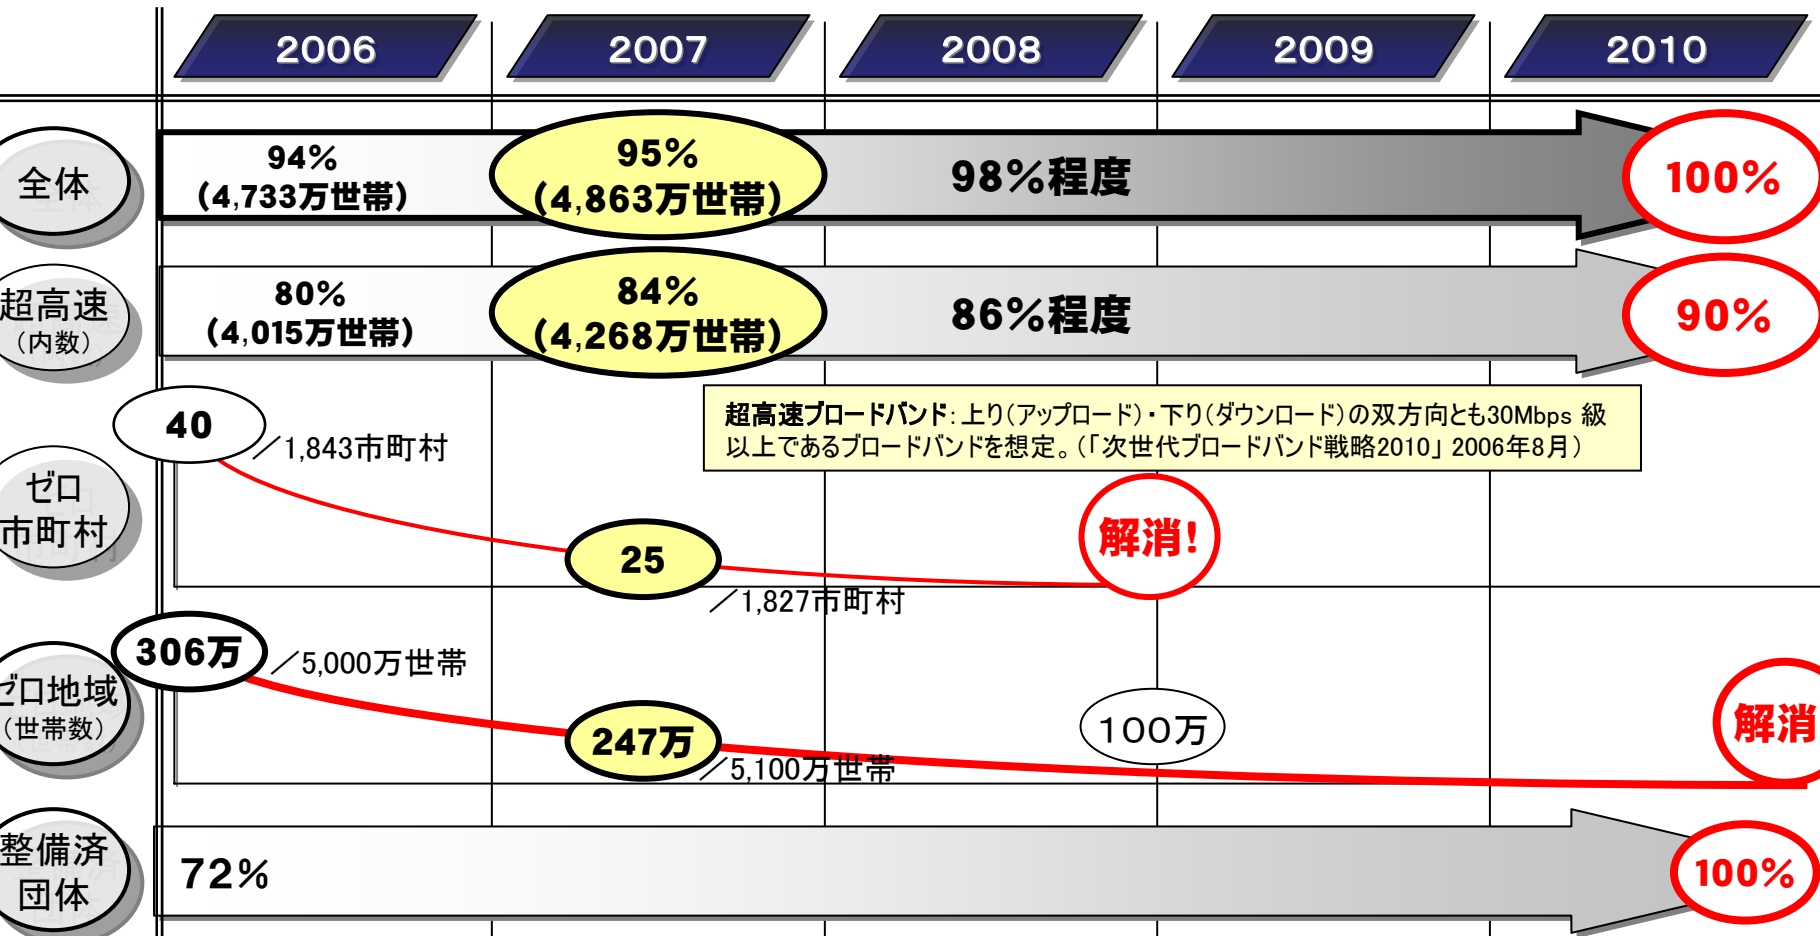 2006
2007
2008
2009
2010
全体
94%
(4,733万世帯)
95%
(4,863万世帯)
98%程度
100%
超高速
(内数)
80%
(4,015万世帯)
84%
(4,268万世帯)
86%程度
90%
超高速ブロードバンド：上り（アップロード）・下り（ダウンロード）の双方向とも30Mbps 級
以上であるブロードバンドを想定。（「次世代ブロードバンド戦略2010」 2006年8月）
ゼロ
市町村
40
／1,843市町村
25
／1,827市町村
解消!
ゼロ地域
（世帯数）
306万
／5,000万世帯
247万
／5,100万世帯
100万
解消
整備済
団体
72%
100%